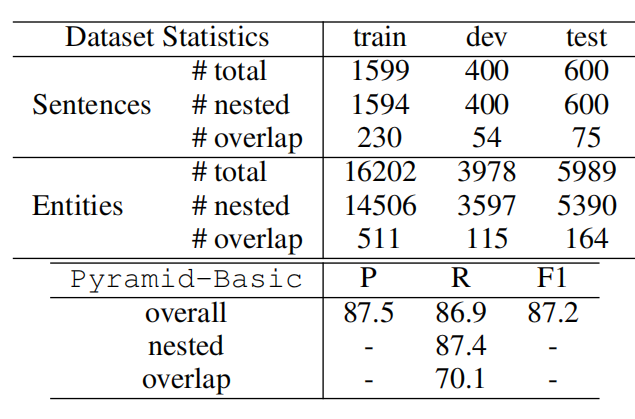 Dataset Statistics train dev test
# total 1599 400 600
Sentences # nested 1594 400 600
# overlap 230 54 75
# total 16202 3978 5989
Entities # nested 14506 3597 5390
# overlap 511 115 164
Pyramid-Basic P R F1
overall 87.5 86.9 87.2
nested - 87.4 -
overlap - 70.1 -